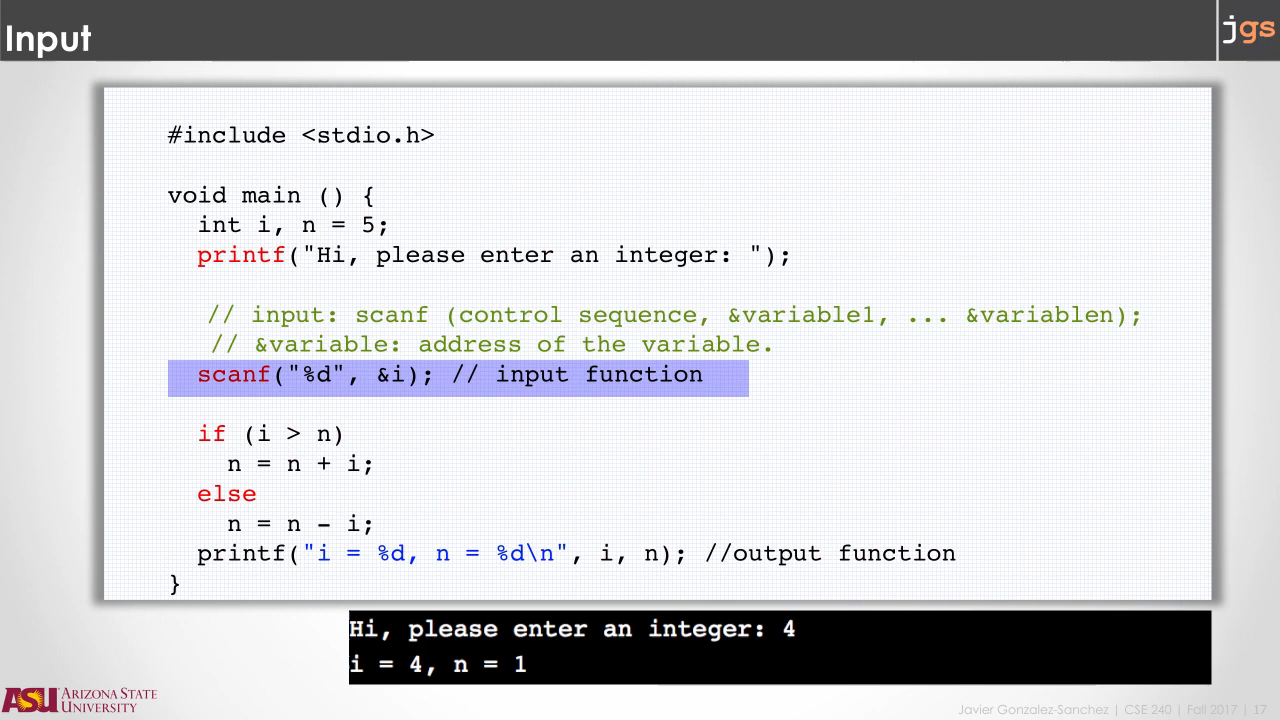 Input
jgs
#include <stdio.h>
void main () {
int i, n = 5;
printf("Hi, please enter an integer: ");
// input: scanf (control sequence, &variable1, ... &variablen);
// &variable: address of the variable.
scanf("%d", &i); // input function
if (i > n)
n = n + i;
else
n = n - i;
printf("i = %d, n = %d\n", i, n); //output function
}
Hi, please enter an integer: 4
i = 4, n = 1
ASU ARIZONA STATE
UNIVERSITY
Javier Gonzalez-Sanchez | CSE 240 | Fall 2017 | 17